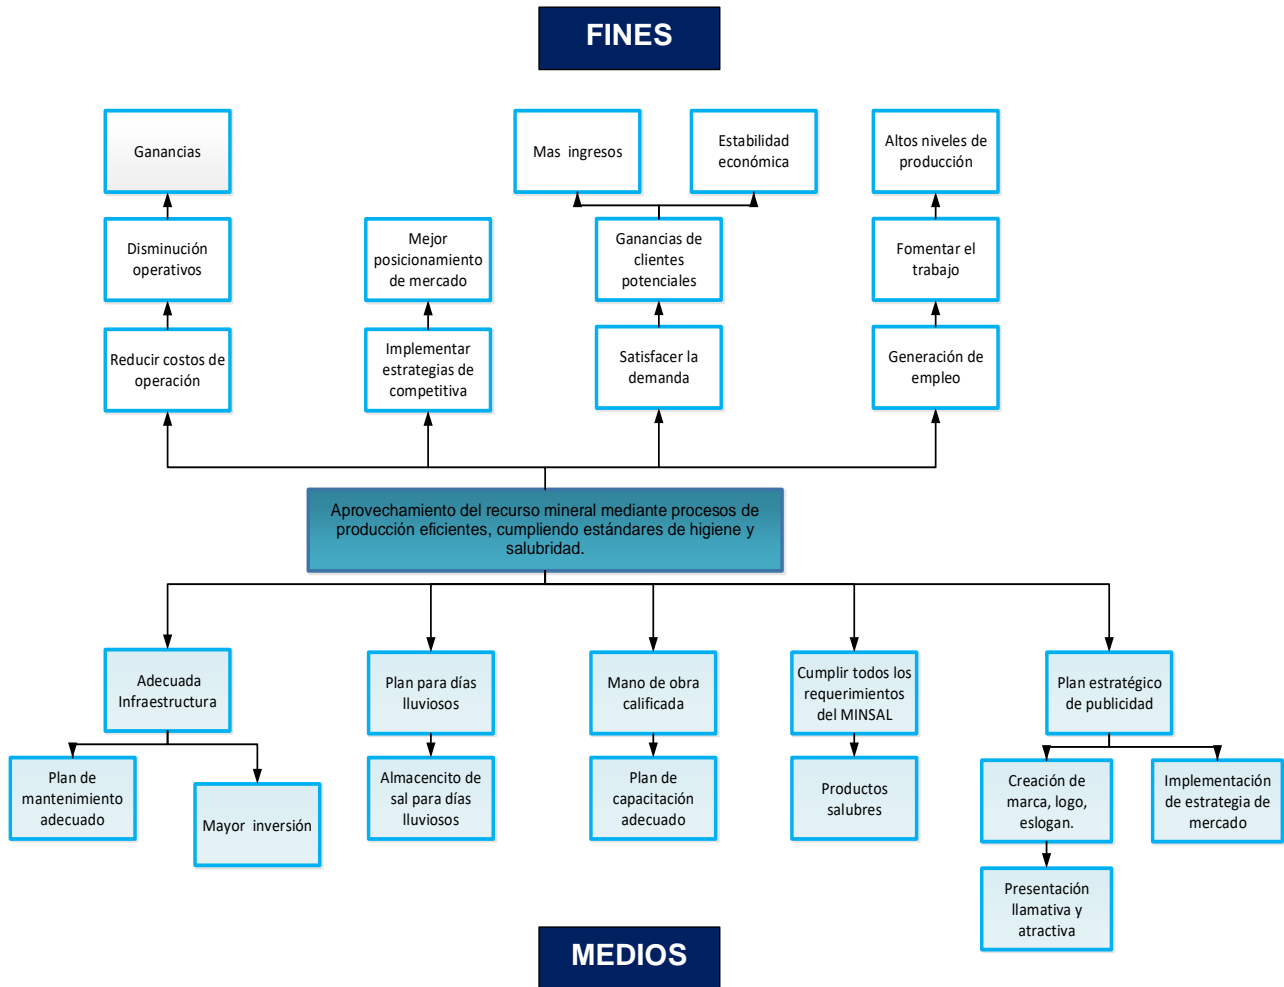 FINES
Ganancias
Mas ingresos
Estabilidad
económica
Altos niveles de
producción
Disminución
operativos
Mejor
posicionamiento
de mercado
Ganancias de
clientes
potenciales
Fomentar el
trabajo
Reducir costos de
operación
Implementar
estrategias de
competitiva
Satisfacer la
demanda
Generación de
empleo
Aprovechamiento del recurso mineral mediante procesos de
producción eficientes, cumpliendo estándares de higiene y
salubridad.
Adecuada
Infraestructura
Plan para días
lluviosos
Mano de obra
calificada
Cumplir todos los
requerimientos
del MINSAL
Plan estratégico
de publicidad
Plan de
mantenimiento
adecuado
Mayor inversión
Almacencito de
sal para días
lluviosos
Plan de
capacitación
adecuado
Productos
salubres
Creación de
marca, logo,
eslogan.
Implementación
de estrategia de
mercado
Presentación
llamativa y
atractiva
MEDIOS